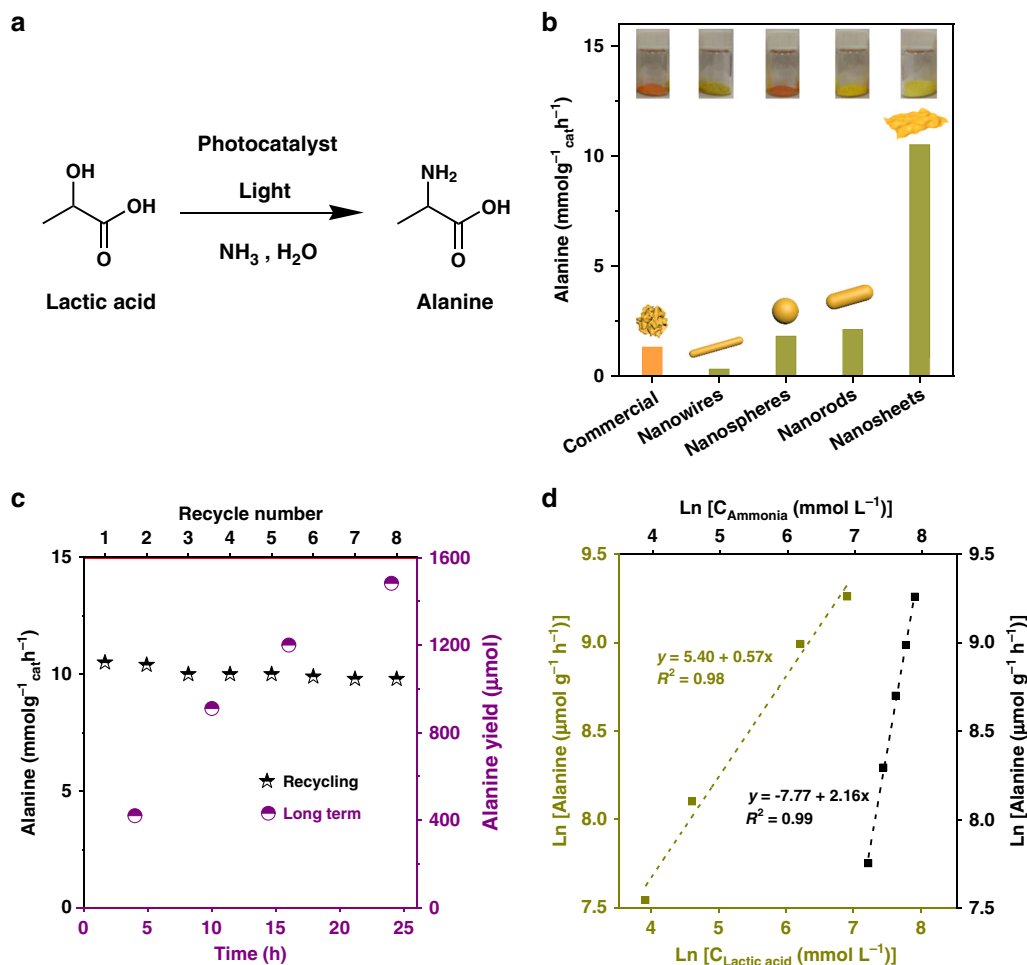 a
OH
OH
O
Lactic acid
Photocatalyst
Light
NH₃ , H₂O
NH₂
OH
O
Alanine
b
Alanine (mmolg⁻¹cat h⁻¹)
15
10
5
0
Commercial
Nanowires
Nanospheres
Nanorods
Nanosheets
c
Recycle number
1 2 3 4 5 6 7 8
Alanine (mmolg⁻¹cat h⁻¹)
15
10
5
0
1600
1200
800
400
0
Alanine yield (μmol)
Recycling
Long term
0 5 10 15 20 25
Time (h)
d
Ln [C_Ammonia (mmol L⁻¹)]
4 5 6 7 8
Ln [Alanine (μmol g⁻¹ h⁻¹)]
9.5
9.0
8.5
8.0
7.5
y = 5.40 + 0.57x
R² = 0.98
y = -7.77 + 2.16x
R² = 0.99
9.5
9.0
8.5
8.0
7.5
Ln [Alanine (μmol g⁻¹ h⁻¹)]
4 5 6 7 8
Ln [C_Lactic acid (mmol L⁻¹)]